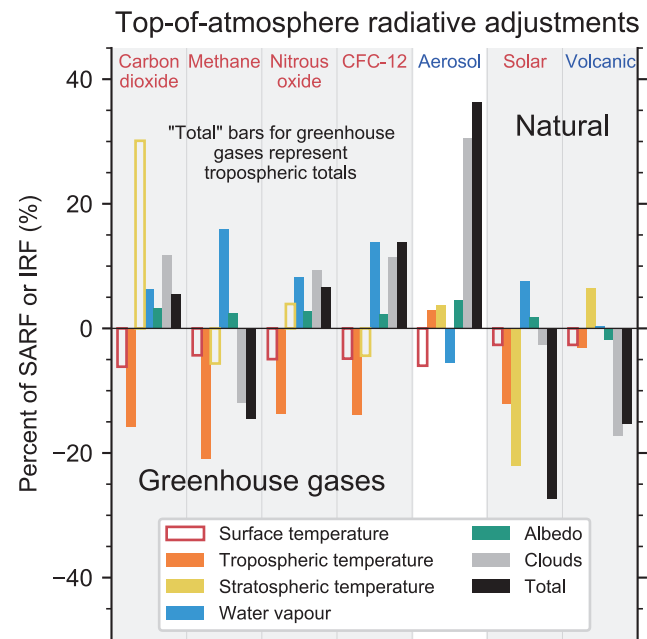 Top-of-atmosphere radiative adjustments
Carbon
dioxide
Methane
Nitrous
oxide
CFC-12
Aerosol
Solar
Volcanic
"Total" bars for greenhouse
gases represent
tropospheric totals
Natural
Percent of SARF or IRF (%)
40
20
0
−20
−40
Greenhouse gases
Surface temperature
Tropospheric temperature
Stratospheric temperature
Water vapour
Albedo
Clouds
Total